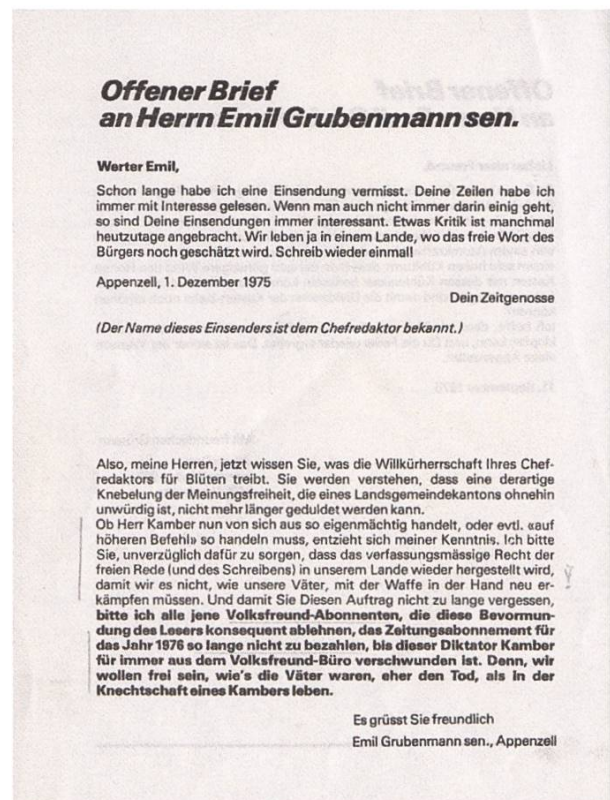 Offener Brief
an Herrn Emil Grubenmann sen.
Werter Emil,
Schon lange habe ich eine Einsendung vermisst. Deine Zeilen habe ich
immer mit Interesse gelesen. Wenn man auch nicht immer darin einig geht,
so sind Deine Einsendungen immer interessant. Etwas Kritik ist manchmal
heutzutage angebracht. Wir leben ja in einem Lande, wo das freie Wort des
Bürgers noch geschätzt wird. Schreib wieder einmal!
Appenzell, 1. Dezember 1975
Dein Zeitgenosse
(Der Name dieses Einsenders ist dem Chefredaktor bekannt.)
Also, meine Herren, jetzt wissen Sie, was die Willkürherrschaft Ihres Chef-
redaktors für Blüten treibt. Sie werden verstehen, dass eine derartige
Knebelung der Meinungsfreiheit, die eines Landsgemeindekantons ohnehin
unwürdig ist, nicht mehr länger geduldet werden kann.
Ob Herr Kamber nun von sich aus so eigenmächtig handelt, oder evtl. «auf
höheren Befehl» so handeln muss, entzieht sich meiner Kenntnis. Ich bitte
Sie, unverzüglich dafür zu sorgen, dass das verfassungsmässige Recht der
freien Rede (und des Schreibens) in unserem Lande wieder hergestellt wird,
damit wir es nicht, wie unsere Väter, mit der Waffe in der Hand neu er-
kämpfen müssen. Und damit Sie Diesen Auftrag nicht zu lange vergessen,
bitte ich alle jene Volksfreund-Abonnenten, die diese Bevormun-
dung des Lesers konsequent ablehnen, das Zeitungsabonnement für
das Jahr 1976 so lange nicht zu bezahlen, bis dieser Diktator Kamber
für immer aus dem Volksfreund-Büro verschwunden ist. Denn, wir
wollen frei sein, wie's die Väter waren, eher den Tod, als in der
Knechtschaft eines Kambers leben.
Es grüsst Sie freundlich
Emil Grubenmann sen., Appenzell